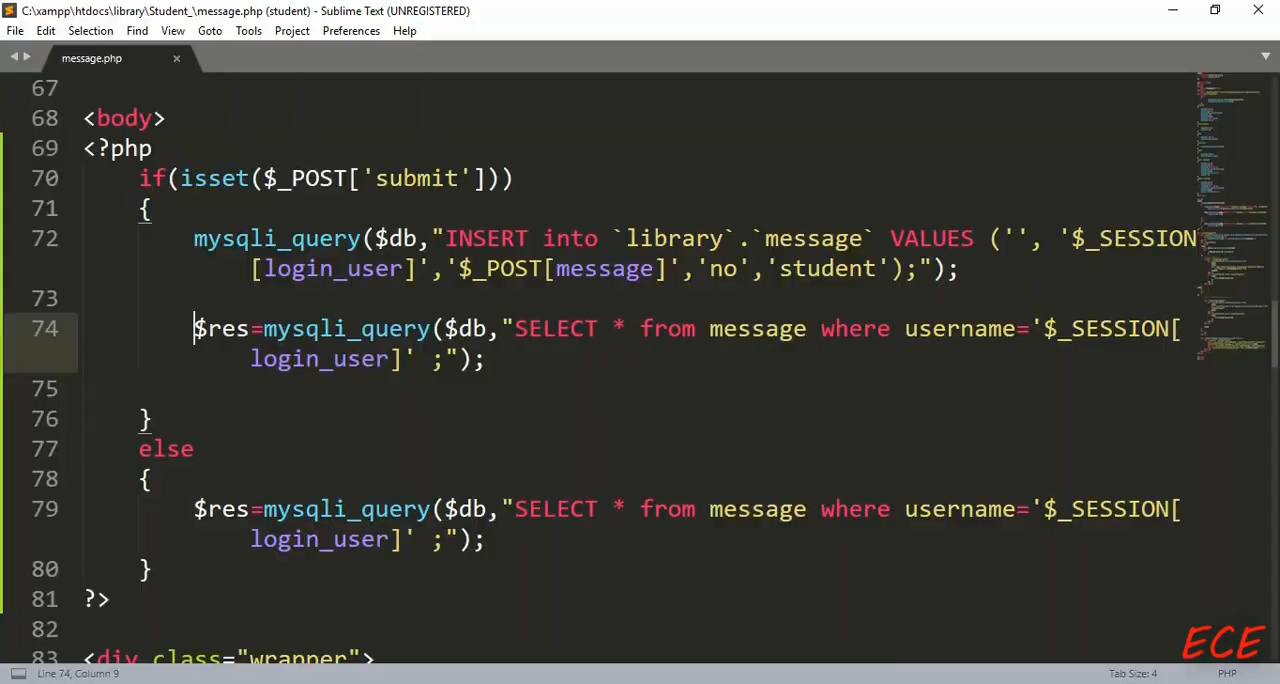 C:\xampp\htdocs\library\Student_\message.php (student) - Sublime Text (UNREGISTERED)
File Edit Selection Find View Goto Tools Project Preferences Help
message.php
67
68 <body>
69 <?php
70 if(isset($_POST['submit']))
71 {
72 mysqli_query($db,"INSERT into `library`.`message` VALUES ('', '$_SESSION
[login_user]','$_POST[message]','no','student');");
73
74 $res=mysqli_query($db,"SELECT * from message where username='$_SESSION[
login_user]' ;");
75
76 }
77 else
78 {
79 $res=mysqli_query($db,"SELECT * from message where username='$_SESSION[
login_user]' ;");
80 }
81 ?>
82
83 <div class="wrapper">
ECE
Line 74, Column 9 Tab Size: 4 PHP